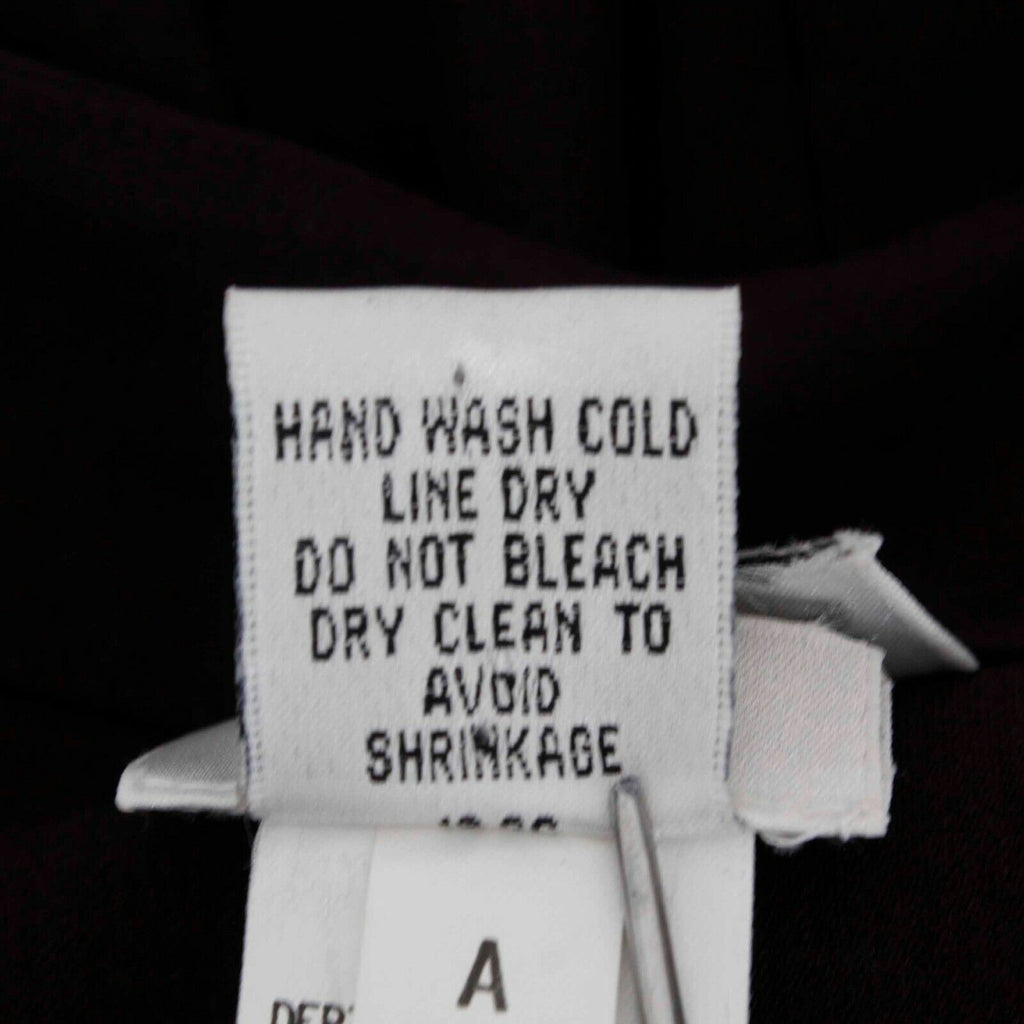 HAND WASH COLD
LINE DRY
DO NOT BLEACH
DRY CLEAN TO
AVOID
SHRINKAGE
A